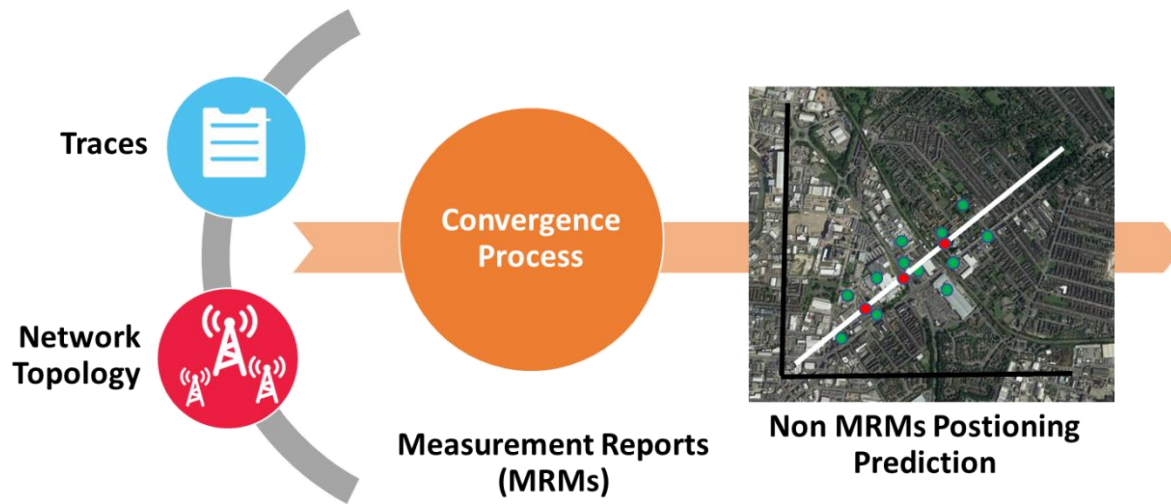 Traces
Network
Topology
Convergence
Process
Measurement Reports
(MRMs)
Non MRMs Postioning
Prediction